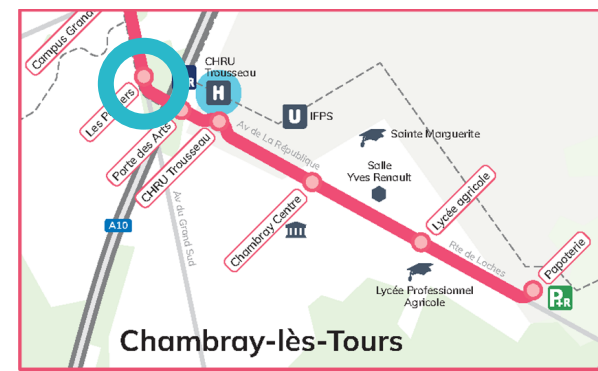 Campus Grand
CHRU
Trousseau
H
Les P
Porte des Arts
U IFPS
CHRU Trousseau
Av de La République
Sainte Marguerite
Salle
Yves Renault
Av du Grand Sud
A10
Chambray Centre
Lycée agricole
Rte de Loches
Papoterie
P+R
Lycée Professionnel
Agricole
Chambray-lès-Tours